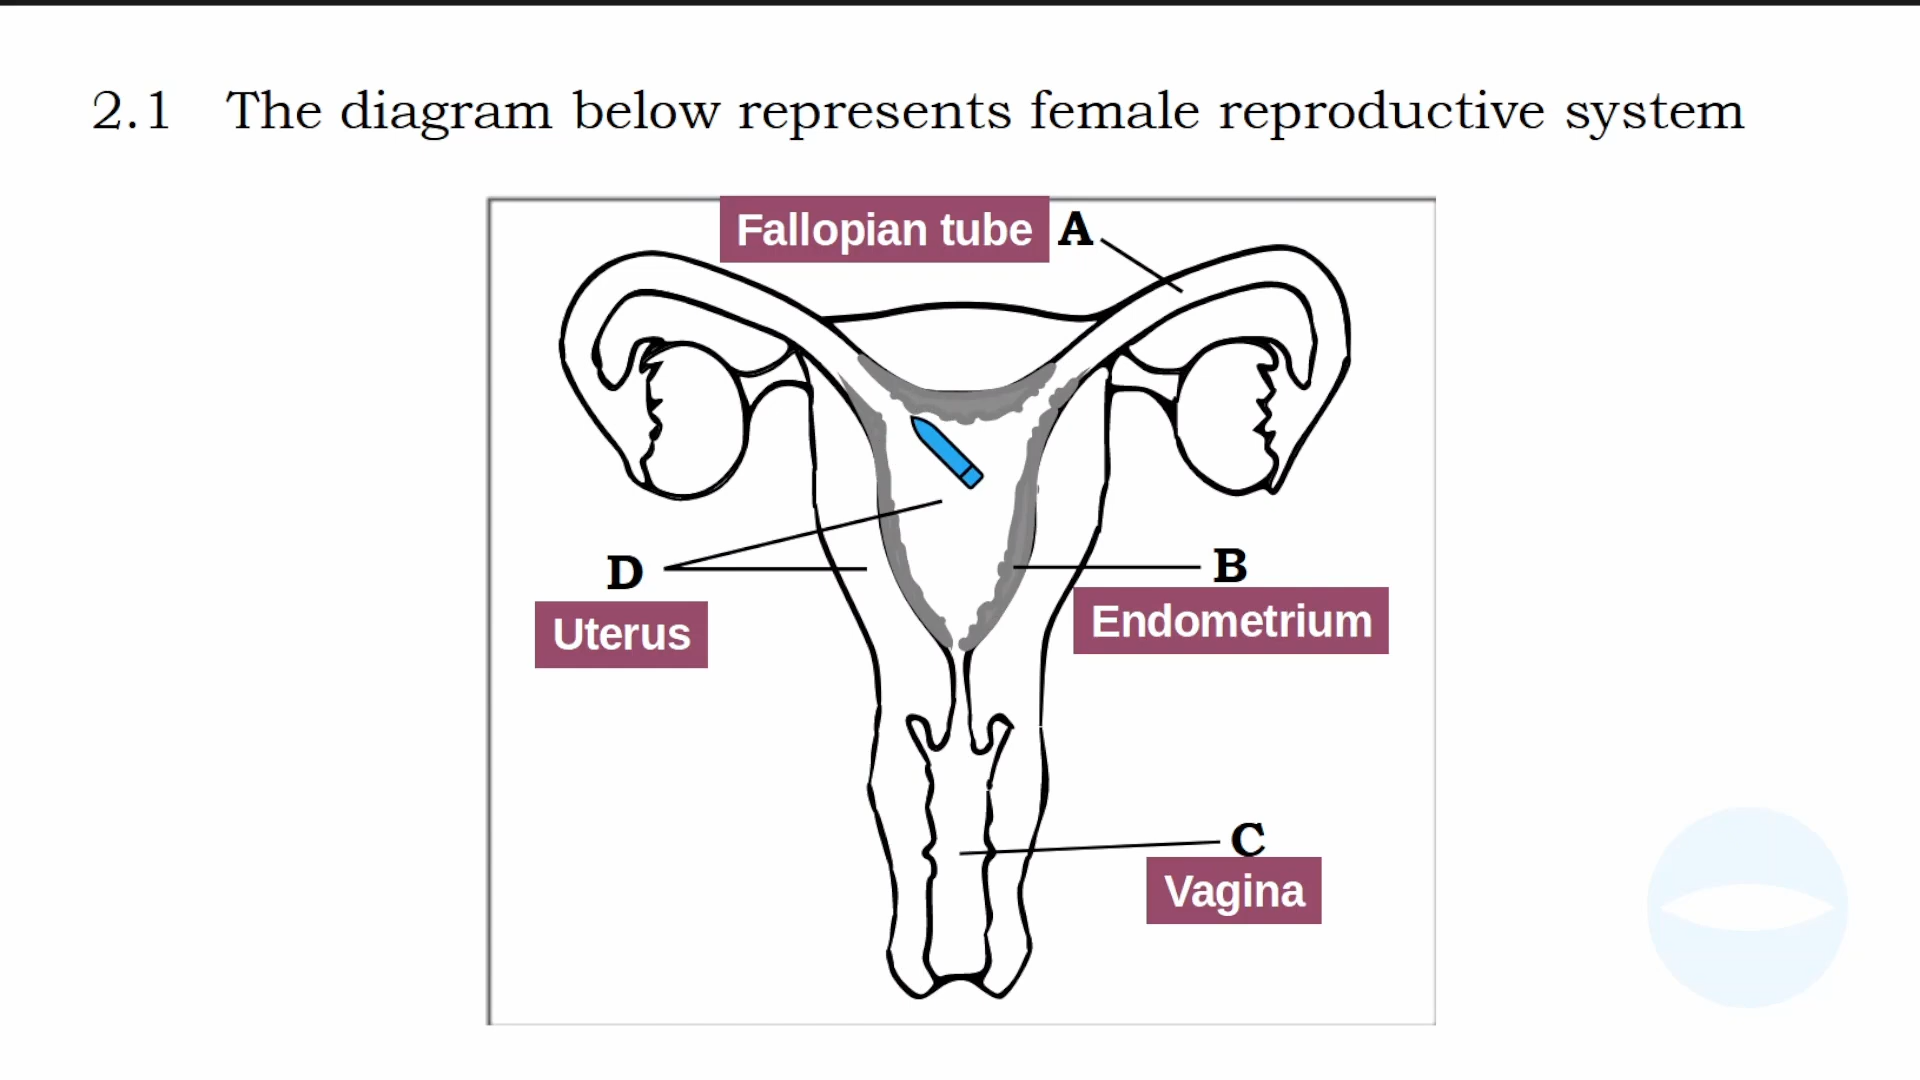 2.1 The diagram below represents female reproductive system
Fallopian tube A
D
B
Uterus
Endometrium
C
Vagina